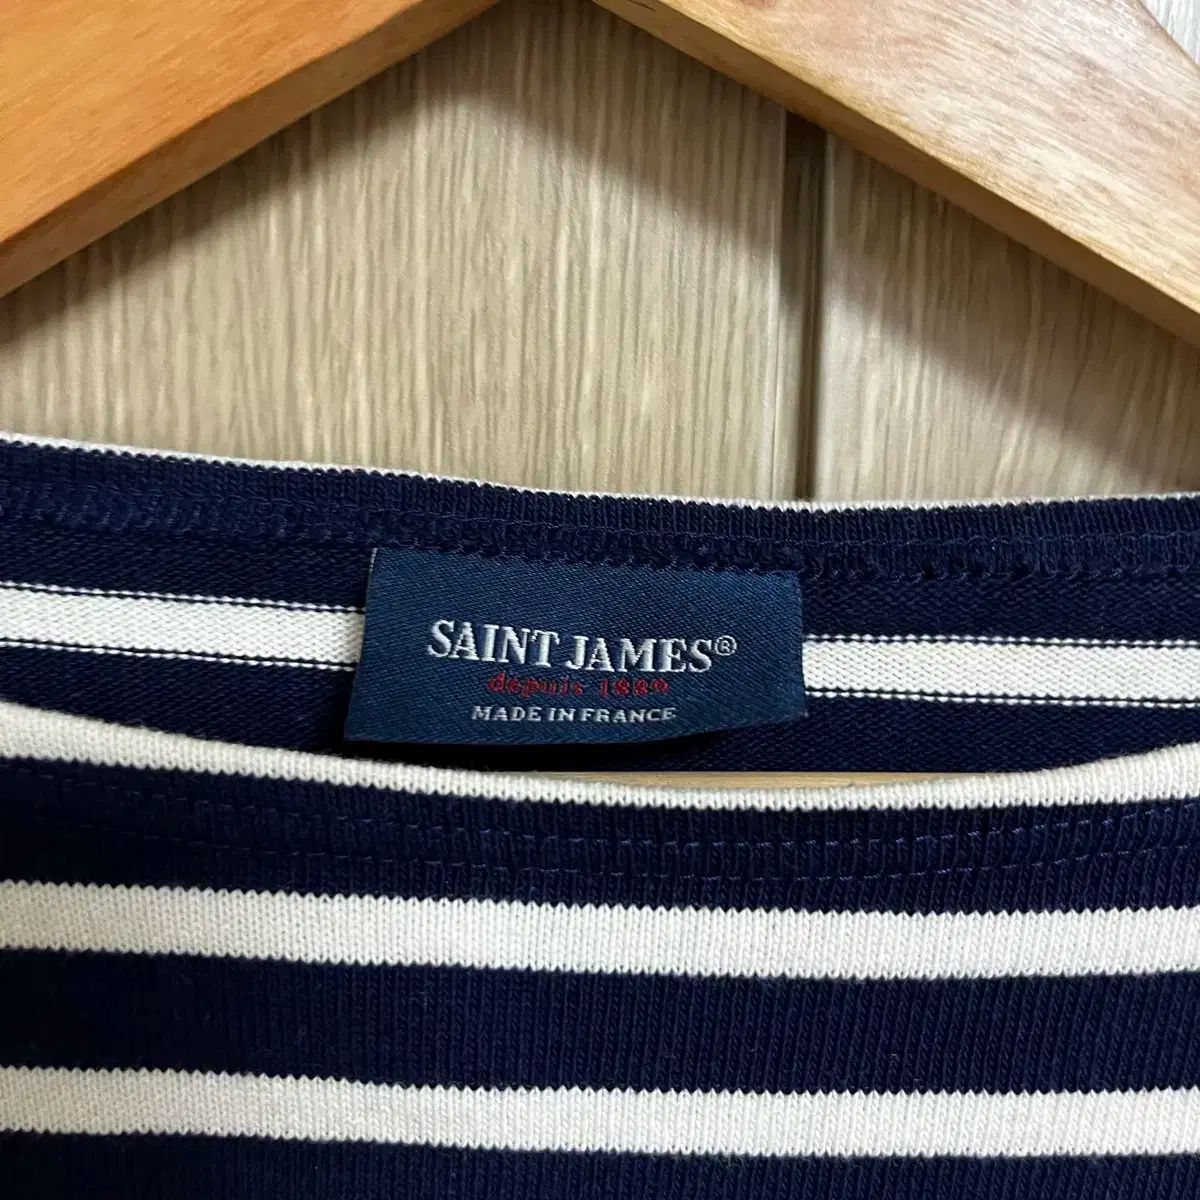 SAINT JAMES®
depuis 1889
MADE IN FRANCE